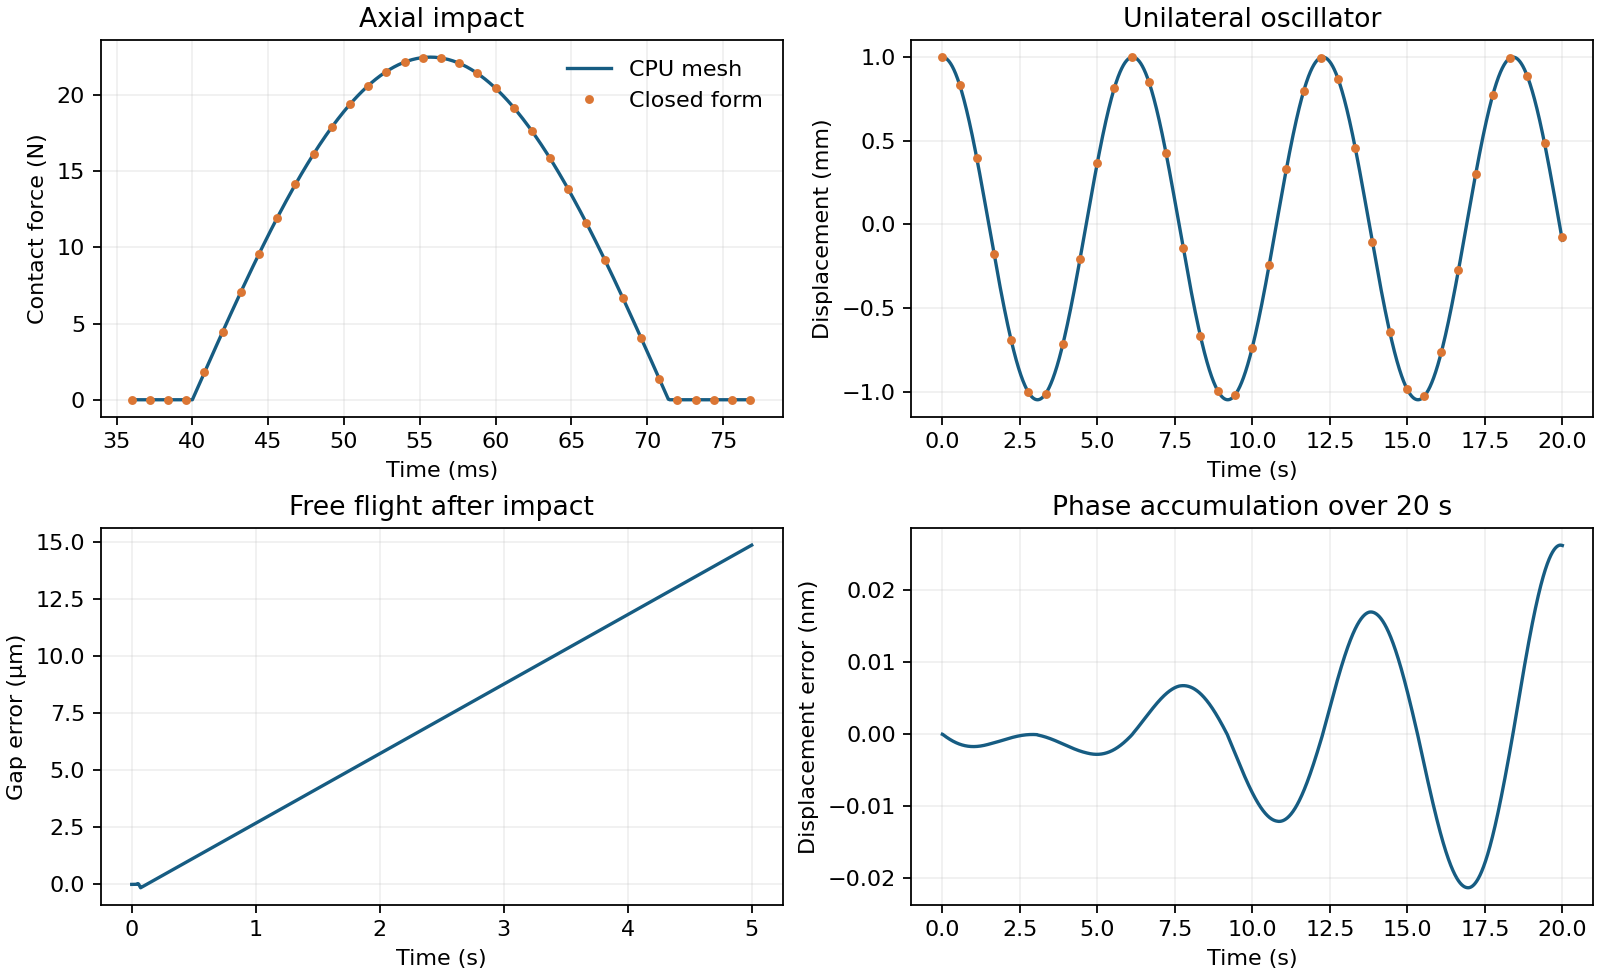 Axial impact
Contact force (N)
20
15
10
5
0
CPU mesh
Closed form
35 40 45 50 55 60 65 70 75
Time (ms)
Unilateral oscillator
Displacement (mm)
1.0
0.5
0.0
−0.5
−1.0
0.0 2.5 5.0 7.5 10.0 12.5 15.0 17.5 20.0
Time (s)
Free flight after impact
Gap error (µm)
15.0
12.5
10.0
7.5
5.0
2.5
0.0
0 1 2 3 4 5
Time (s)
Phase accumulation over 20 s
Displacement error (nm)
0.02
0.01
0.00
−0.01
−0.02
0.0 2.5 5.0 7.5 10.0 12.5 15.0 17.5 20.0
Time (s)